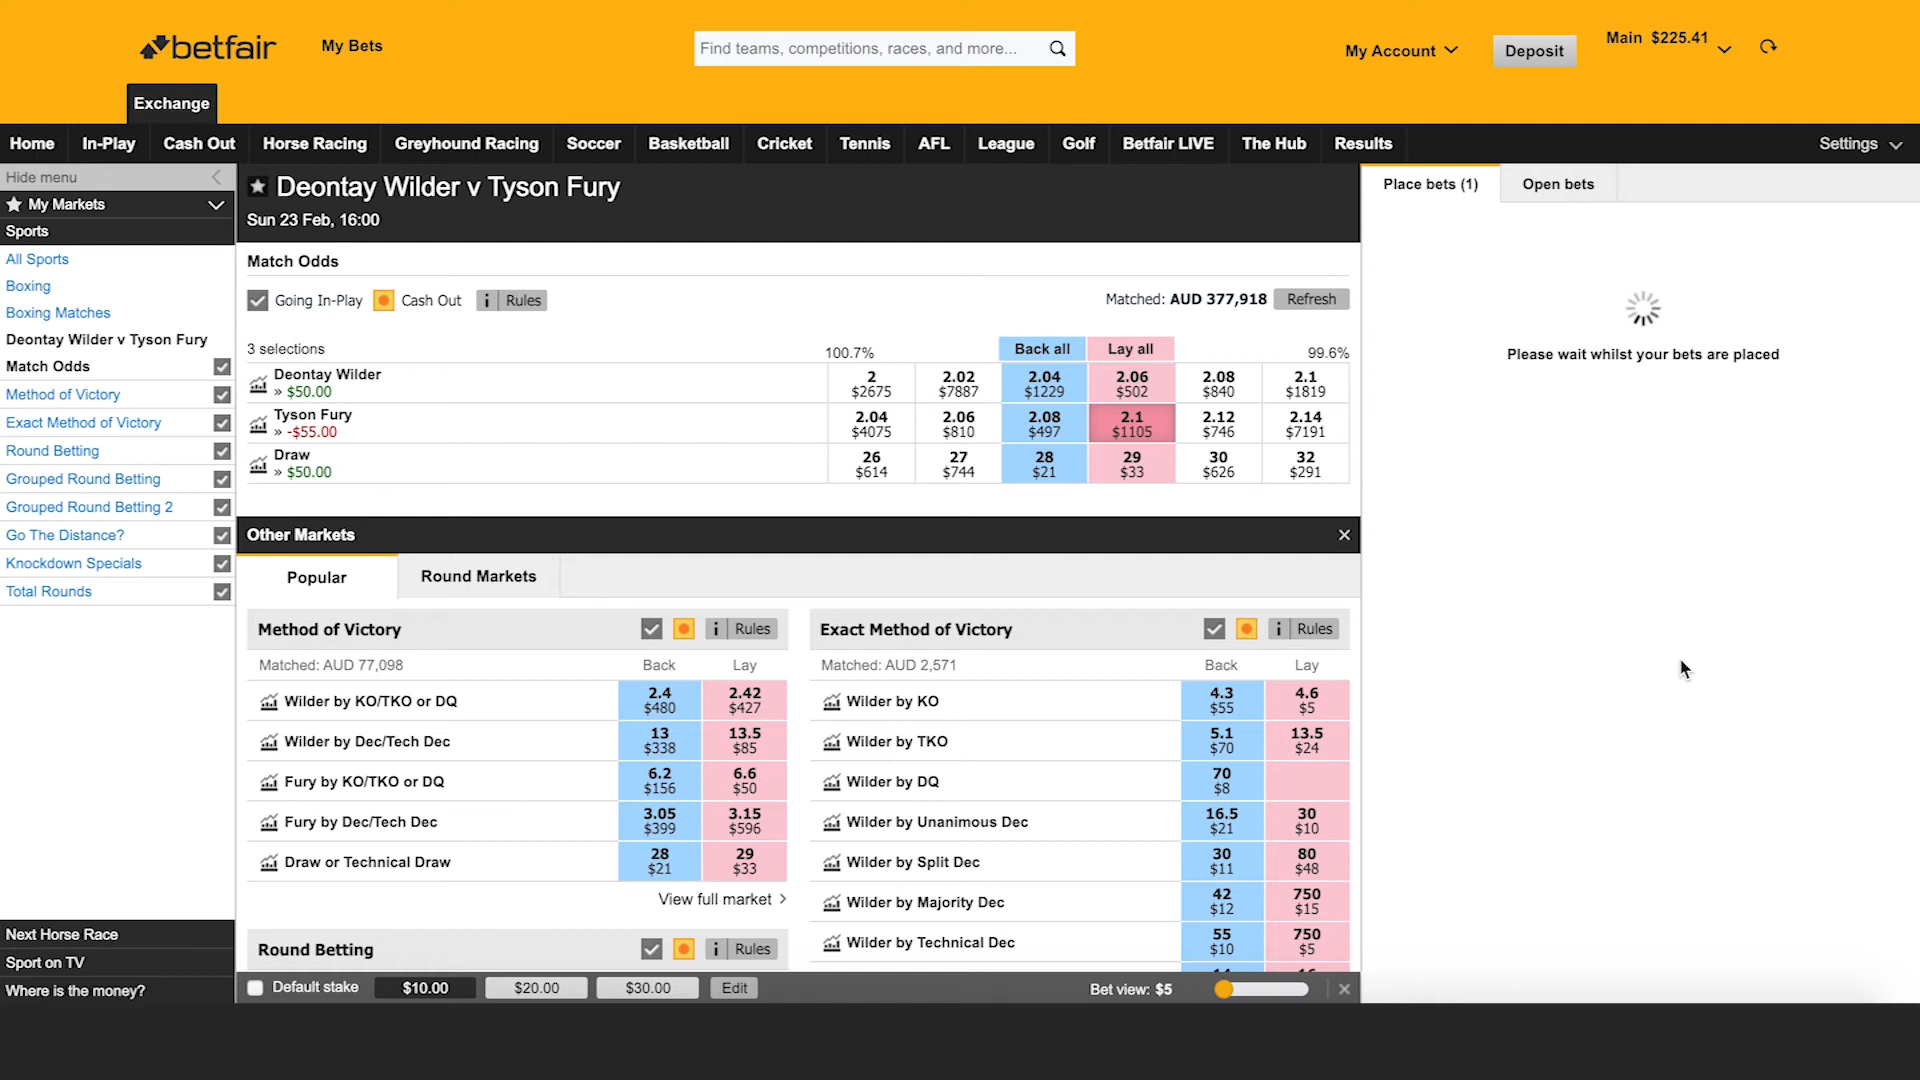 betfair
My Bets
Find teams, competitions, races, and more...
My Account
Deposit
Main $225.41
Exchange
Home In-Play Cash Out Horse Racing Greyhound Racing Soccer Basketball Cricket Tennis AFL League Golf Betfair LIVE The Hub Results Settings
Hide menu
My Markets
Sports
All Sports
Boxing
Boxing Matches
Deontay Wilder v Tyson Fury
Match Odds
Method of Victory
Exact Method of Victory
Round Betting
Grouped Round Betting
Grouped Round Betting 2
Go The Distance?
Knockdown Specials
Total Rounds
Next Horse Race
Sport on TV
Where is the money?
Deontay Wilder v Tyson Fury
Sun 23 Feb, 16:00
Match Odds
Going In-Play Cash Out i Rules
Matched: AUD 377,918 Refresh
3 selections 100.7% Back all Lay all 99.6%
Deontay Wilder 2 2.02 2.04 2.06 2.08 2.1
» $50.00 $2675 $7887 $1229 $502 $840 $1819
Tyson Fury 2.04 2.06 2.08 2.1 2.12 2.14
» -$55.00 $4075 $810 $497 $1105 $746 $7191
Draw 26 27 28 29 30 32
» $50.00 $614 $744 $21 $33 $626 $291
Other Markets
Popular Round Markets
Method of Victory i Rules
Matched: AUD 77,098 Back Lay
Wilder by KO/TKO or DQ 2.4 2.42
$480 $427
Wilder by Dec/Tech Dec 13 13.5
$338 $85
Fury by KO/TKO or DQ 6.2 6.6
$156 $50
Fury by Dec/Tech Dec 3.05 3.15
$399 $596
Draw or Technical Draw 28 29
$21 $33
View full market
Round Betting i Rules
Exact Method of Victory i Rules
Matched: AUD 2,571 Back Lay
Wilder by KO 4.3 4.6
$55 $5
Wilder by TKO 5.1 13.5
$70 $24
Wilder by DQ 70
$8
Wilder by Unanimous Dec 16.5 30
$21 $10
Wilder by Split Dec 30 80
$11 $48
Wilder by Majority Dec 42 750
$12 $15
Wilder by Technical Dec 55 750
$10 $5
Default stake $10.00 $20.00 $30.00 Edit
Bet view: $5
Place bets (1) Open bets
Please wait whilst your bets are placed